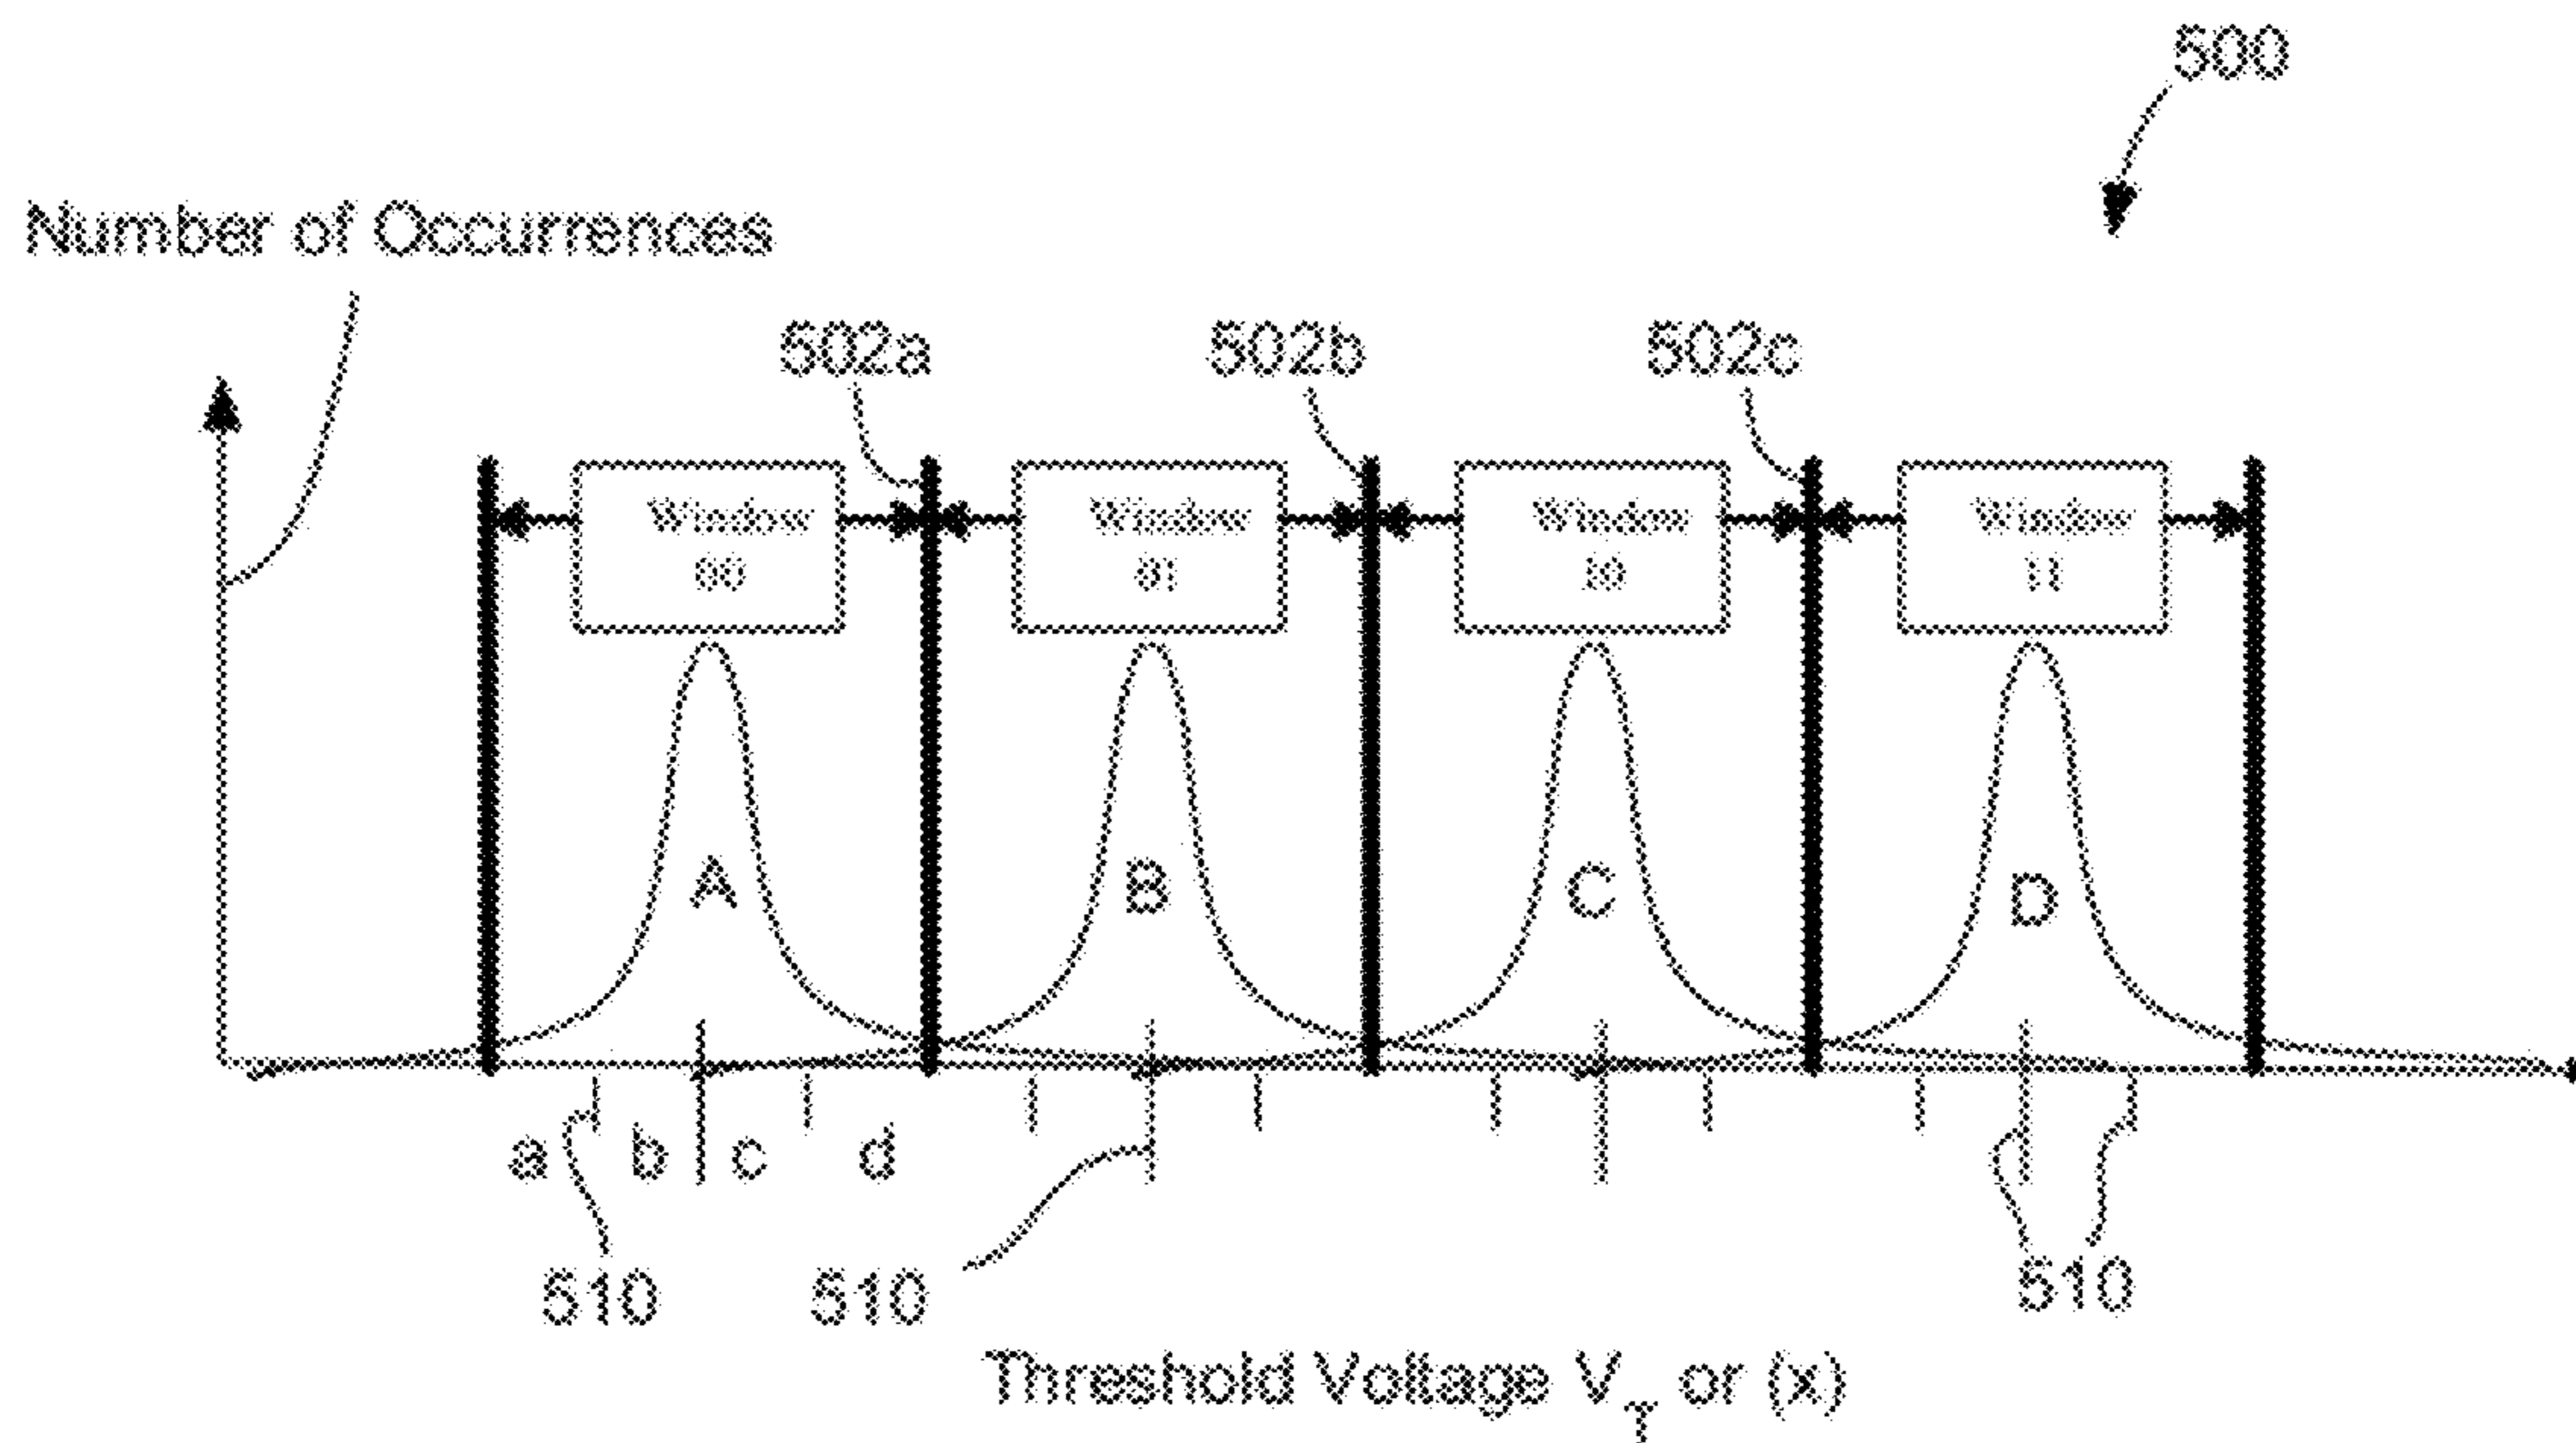 500
Number of Occurrences
502a
502b
502c
Window
00
Window
01
Window
10
Window
11
A
B
C
D
a
b
c
d
510
510
510
Threshold Voltage VT or (x)